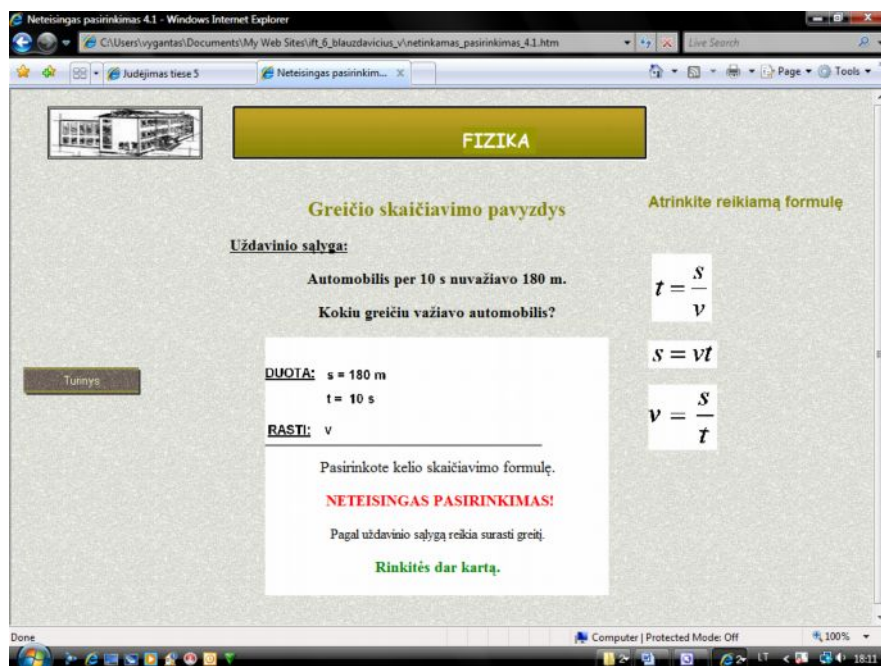 Neteisingas pasirinkimas 4.1 - Windows Internet Explorer
C:\Users\vygantas\Documents\My Web Sites\ift_6_blauzdavicius_v\netinkamas_pasirinkimas_4.1.htm
Live Search
Judėjimas tiese 5
Neteisingas pasirinkim...
Page
Tools
FIZIKA
Greičio skaičiavimo pavyzdys
Atrinkite reikiamą formulę
Uždavinio sąlyga:
Automobilis per 10 s nuvažiavo 180 m.
Kokiu greičiu važiavo automobilis?
t = s/v
s = vt
v = s/t
Turinys
DUOTA: s = 180 m
t = 10 s
RASTI: v
Pasirinkote kelio skaičiavimo formulę.
NETEISINGAS PASIRINKIMAS!
Pagal uždavinio sąlygą reikia surasti greitį.
Rinkitės dar kartą.
Done
Computer | Protected Mode: Off
100%
2
2
LT
18:11